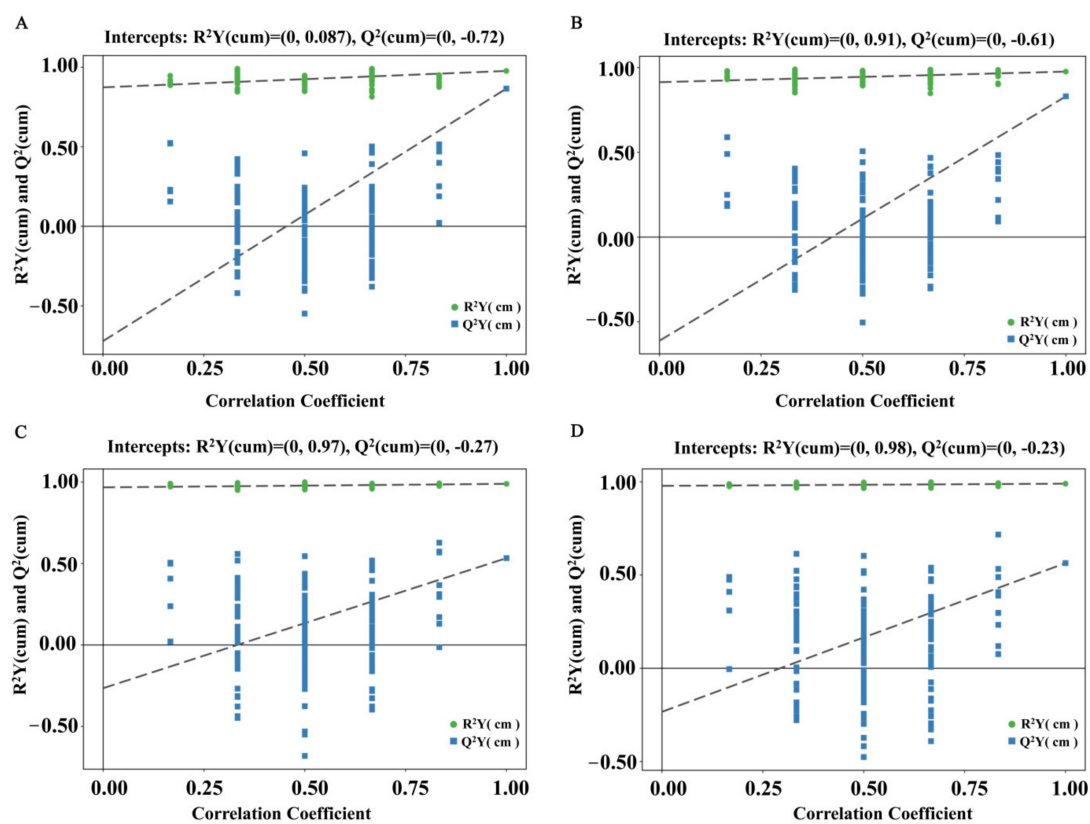 A
Intercepts: R²Y(cum)=(0, 0.087), Q²(cum)=(0, -0.72)
R²Y(cum) and Q²(cum)
1.00
0.50
0.00
−0.50
R²Y( cm )
Q²Y( cm )
0.00 0.25 0.50 0.75 1.00
Correlation Coefficient
B
Intercepts: R²Y(cum)=(0, 0.91), Q²(cum)=(0, -0.61)
R²Y(cum) and Q²(cum)
1.00
0.50
0.00
−0.50
R²Y( cm )
Q²Y( cm )
0.00 0.25 0.50 0.75 1.00
Correlation Coefficient
C
Intercepts: R²Y(cum)=(0, 0.97), Q²(cum)=(0, -0.27)
R²Y(cum) and Q²(cum)
1.00
0.50
0.00
−0.50
R²Y( cm )
Q²Y( cm )
0.00 0.25 0.50 0.75 1.00
Correlation Coefficient
D
Intercepts: R²Y(cum)=(0, 0.98), Q²(cum)=(0, -0.23)
R²Y(cum) and Q²(cum)
1.00
0.50
0.00
−0.50
R²Y( cm )
Q²Y( cm )
0.00 0.25 0.50 0.75 1.00
Correlation Coefficient